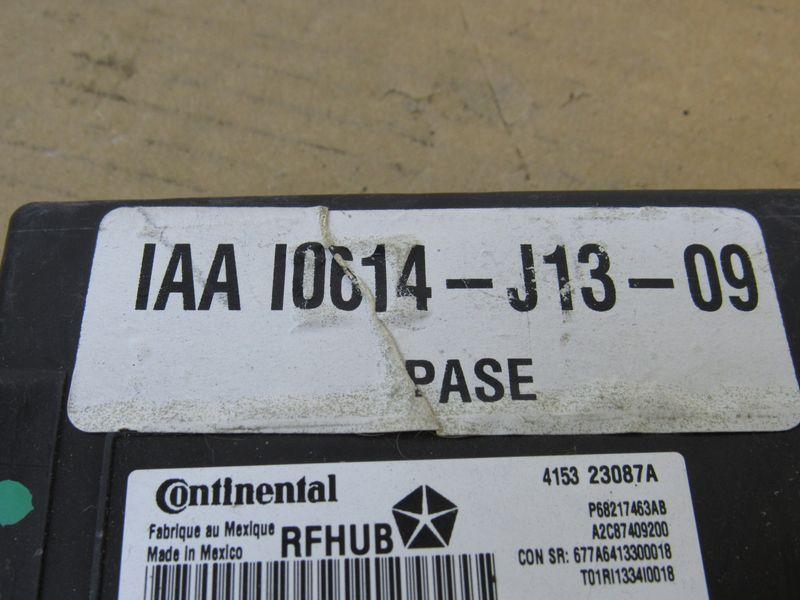 IAA I0614-J13-09
PASE
Continental
4153 23087A
P68217463AB
Fabrique au Mexique
A2C87409200
Made in Mexico
RFHUB
CON SR: 677A6413300018
T01RI1334I0018